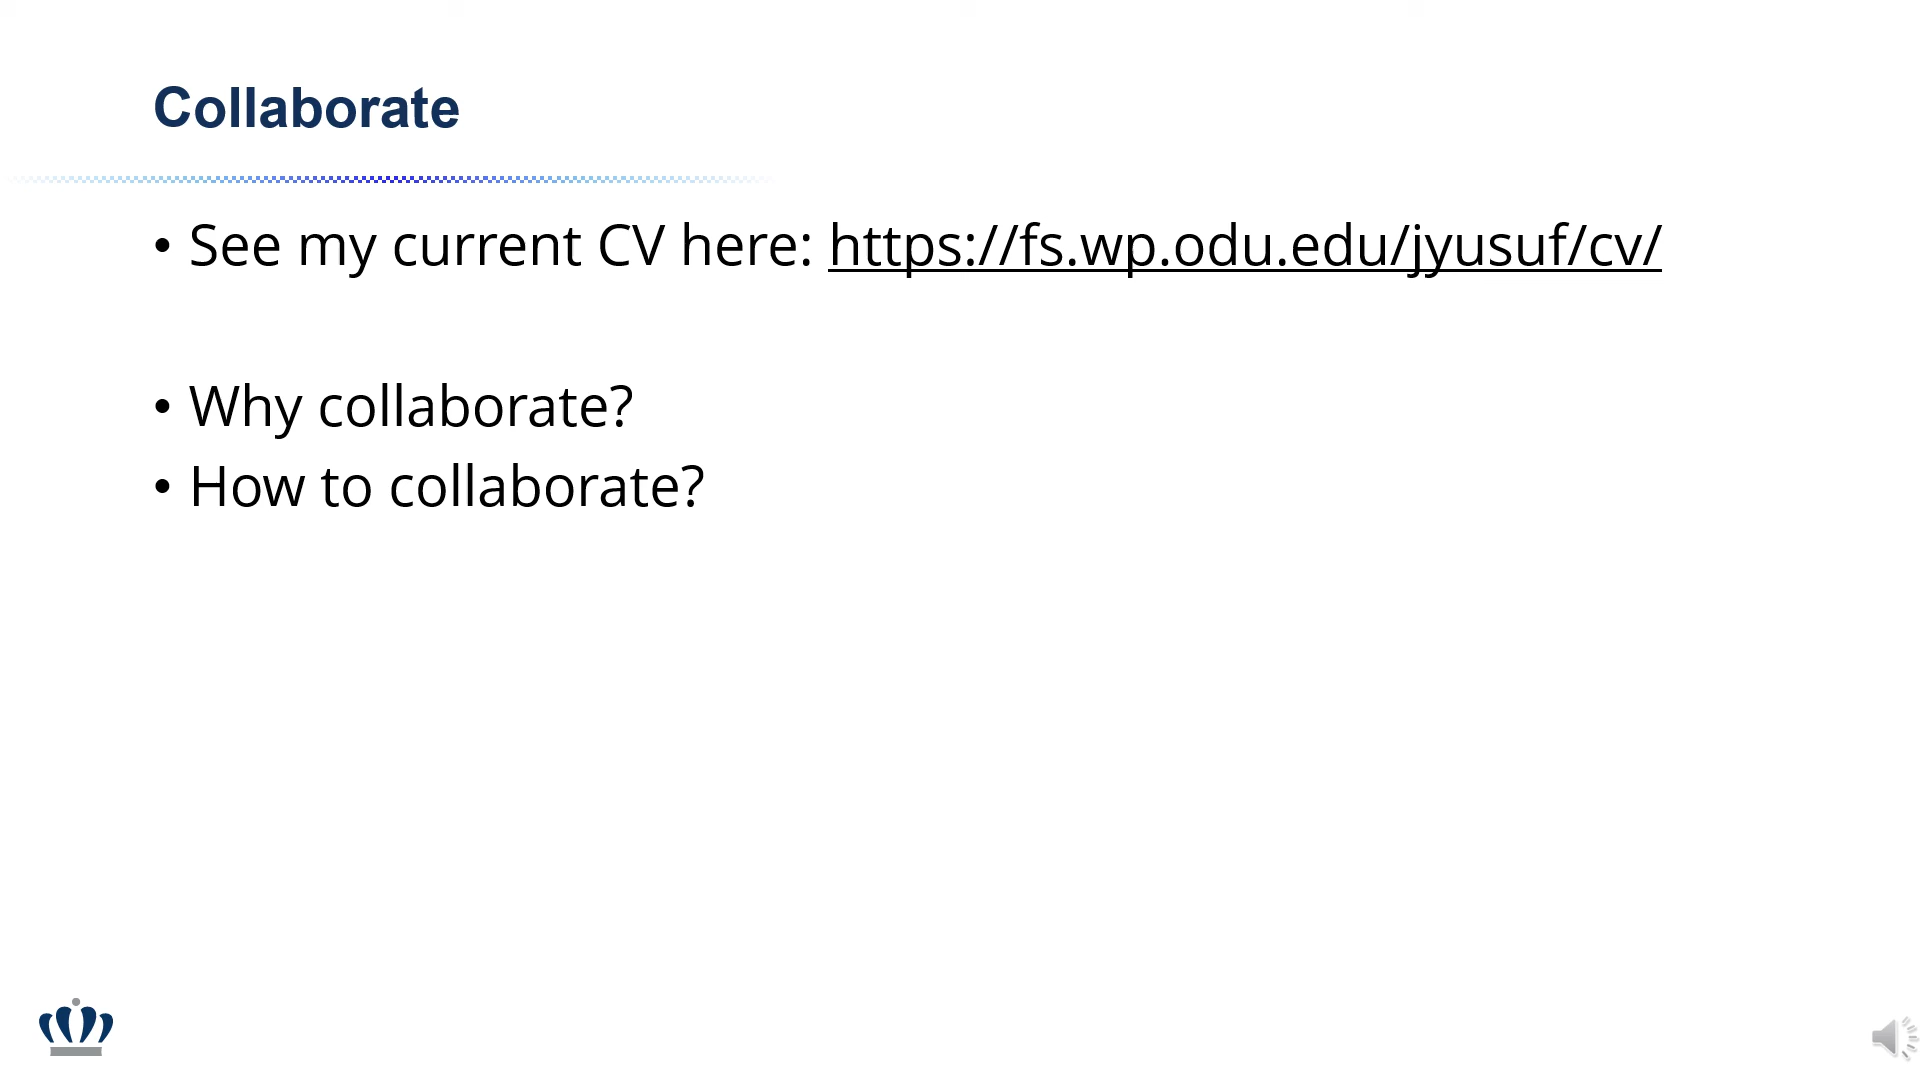 Collaborate
• See my current CV here: https://fs.wp.odu.edu/jyusuf/cv/
• Why collaborate?
• How to collaborate?